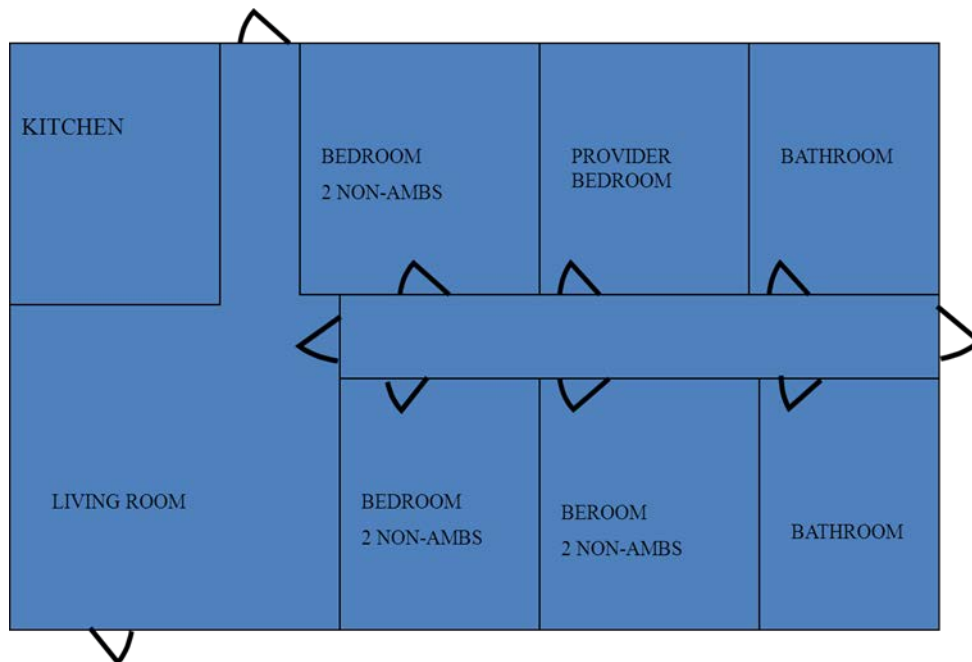 KITCHEN
BEDROOM
2 NON-AMBS
PROVIDER
BEDROOM
BATHROOM
LIVING ROOM
BEDROOM
2 NON-AMBS
BEROOM
2 NON-AMBS
BATHROOM